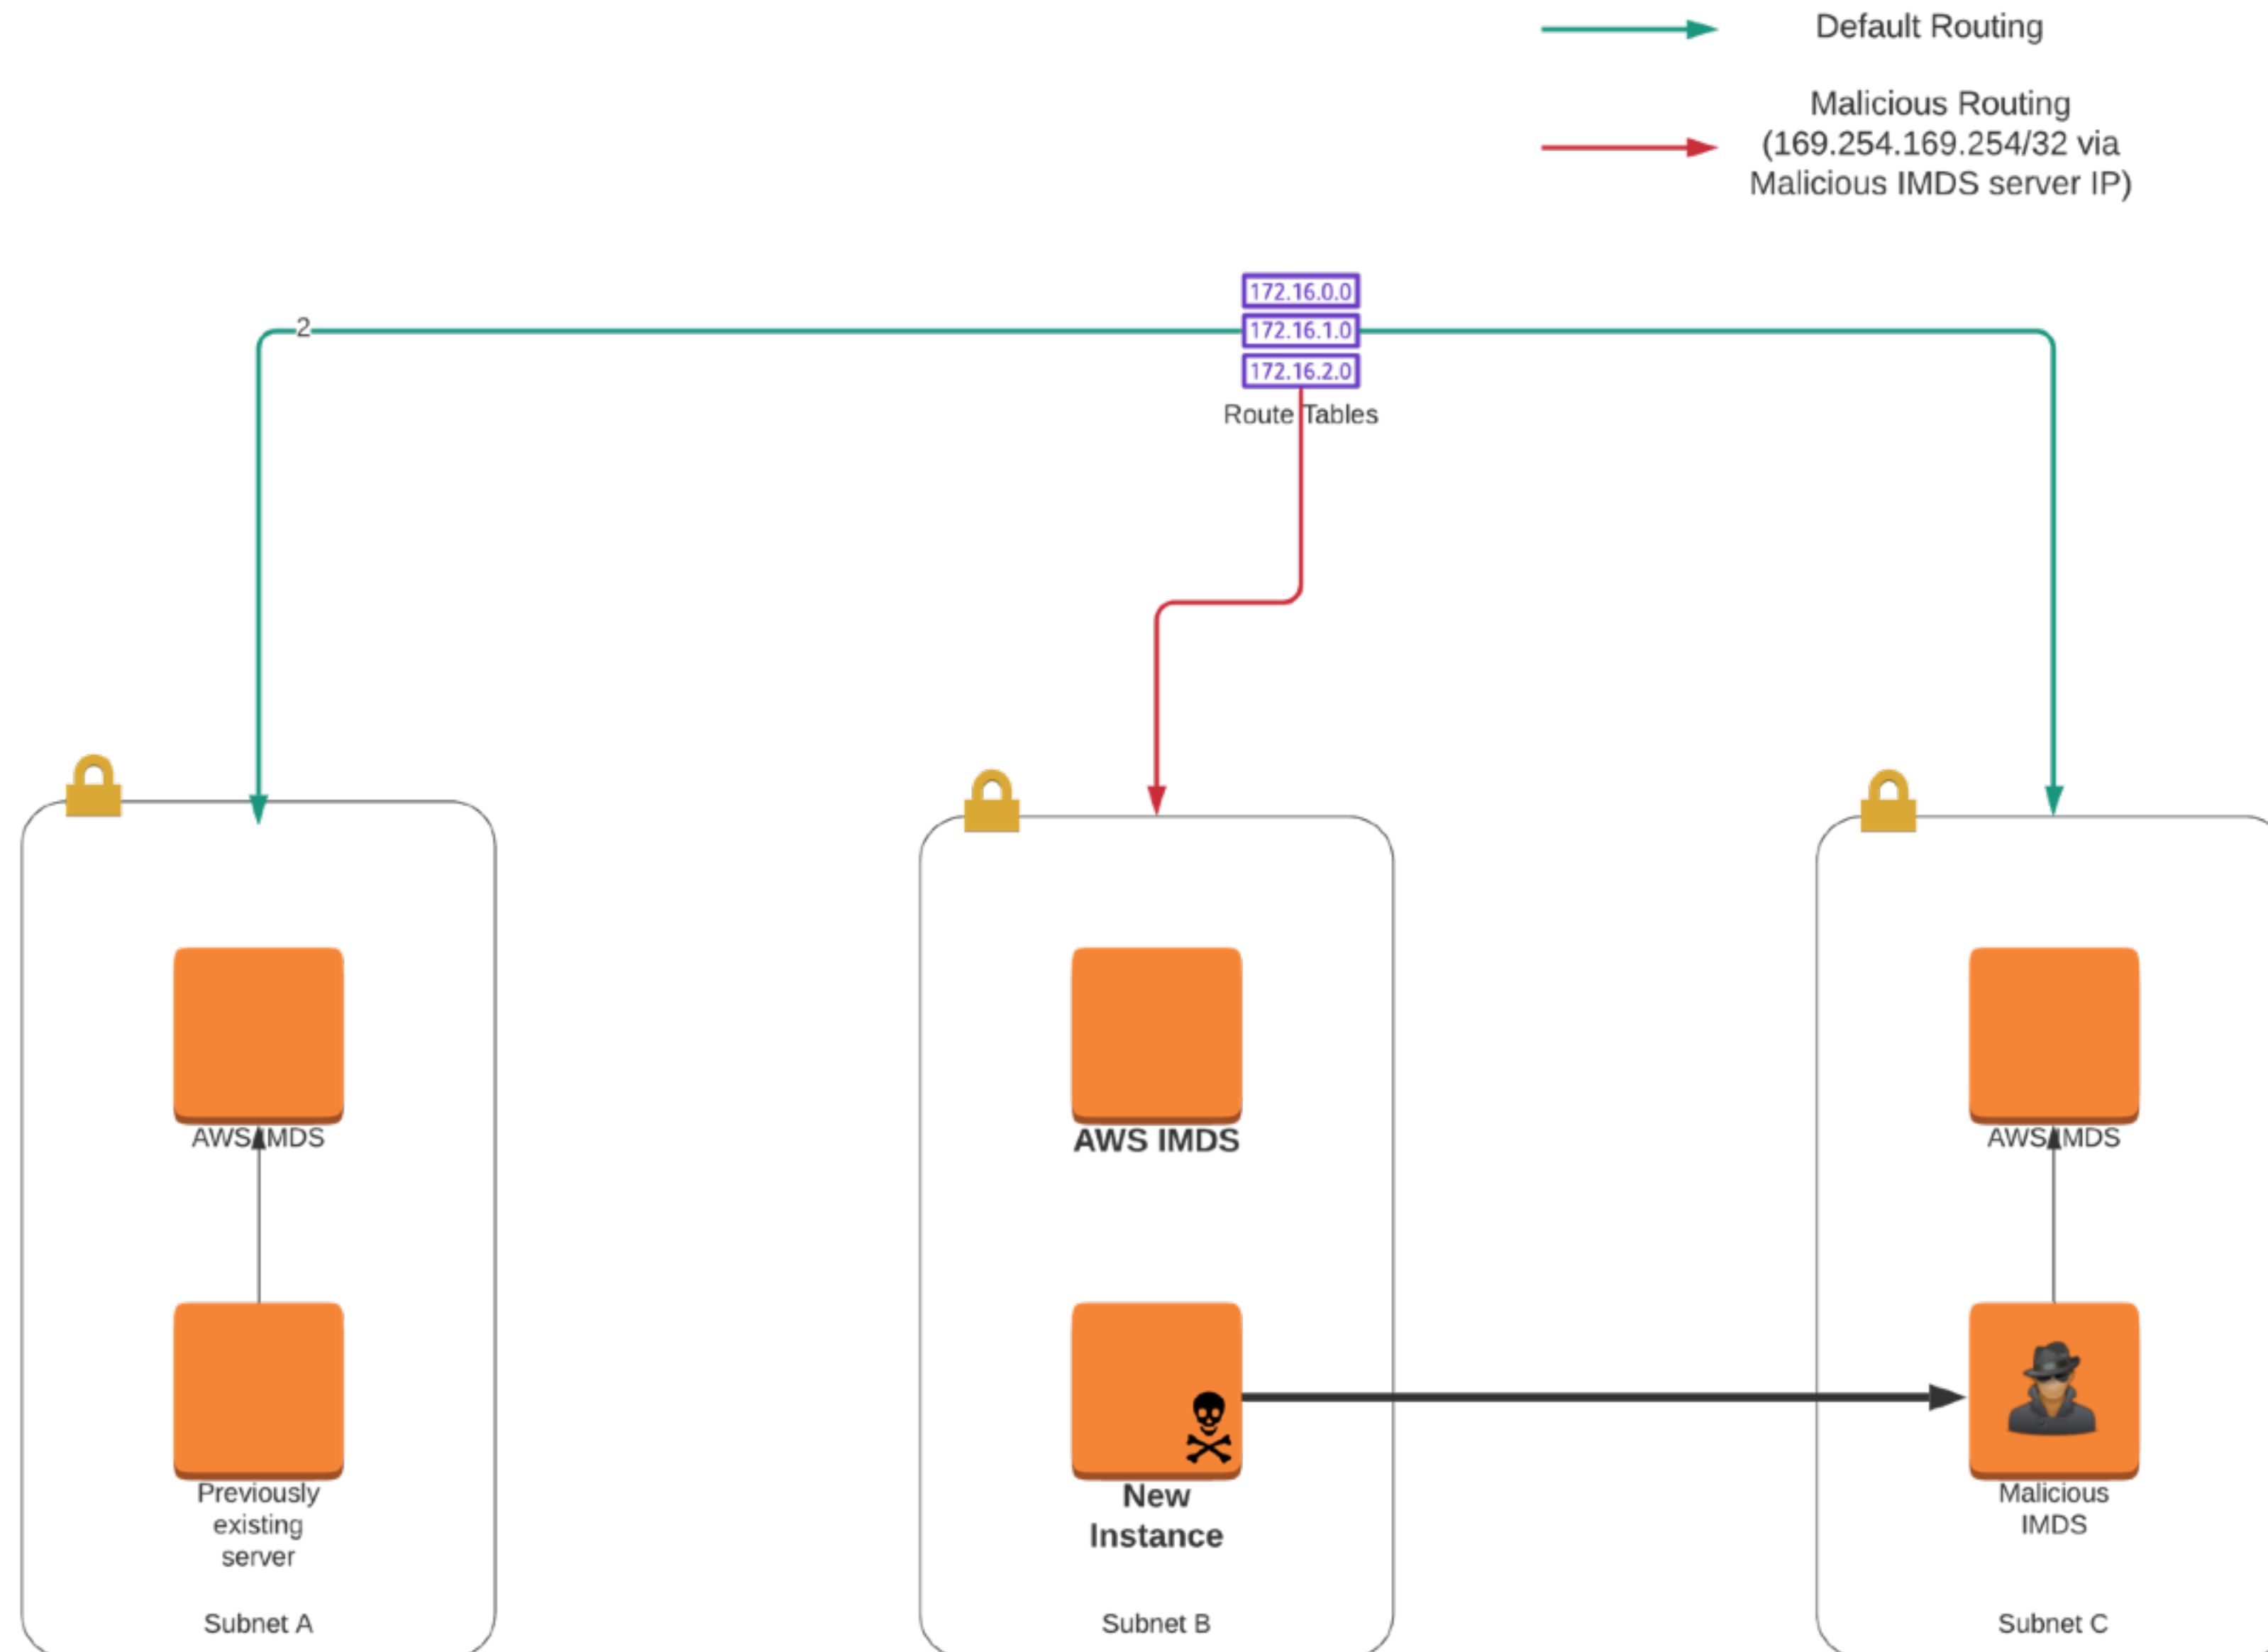 Default Routing
Malicious Routing
(169.254.169.254/32 via
Malicious IMDS server IP)
172.16.0.0
172.16.1.0
172.16.2.0
Route Tables
2
AWS IMDS
Previously
existing
server
Subnet A
AWS IMDS
New
Instance
Subnet B
AWS IMDS
Malicious
IMDS
Subnet C